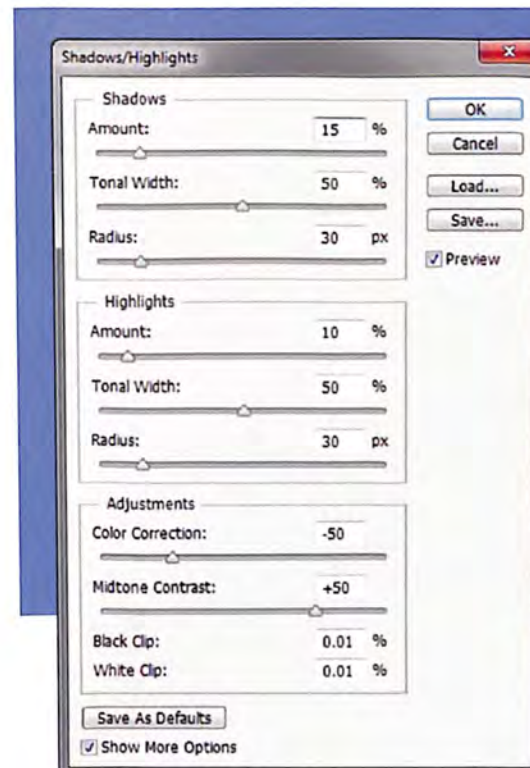 Shadows/Highlights
Shadows
Amount: 15 %
Tonal Width: 50 %
Radius: 30 px
Highlights
Amount: 10 %
Tonal Width: 50 %
Radius: 30 px
Adjustments
Color Correction: -50
Midtone Contrast: +50
Black Clip: 0.01 %
White Clip: 0.01 %
Save As Defaults
Show More Options
OK
Cancel
Load...
Save...
Preview